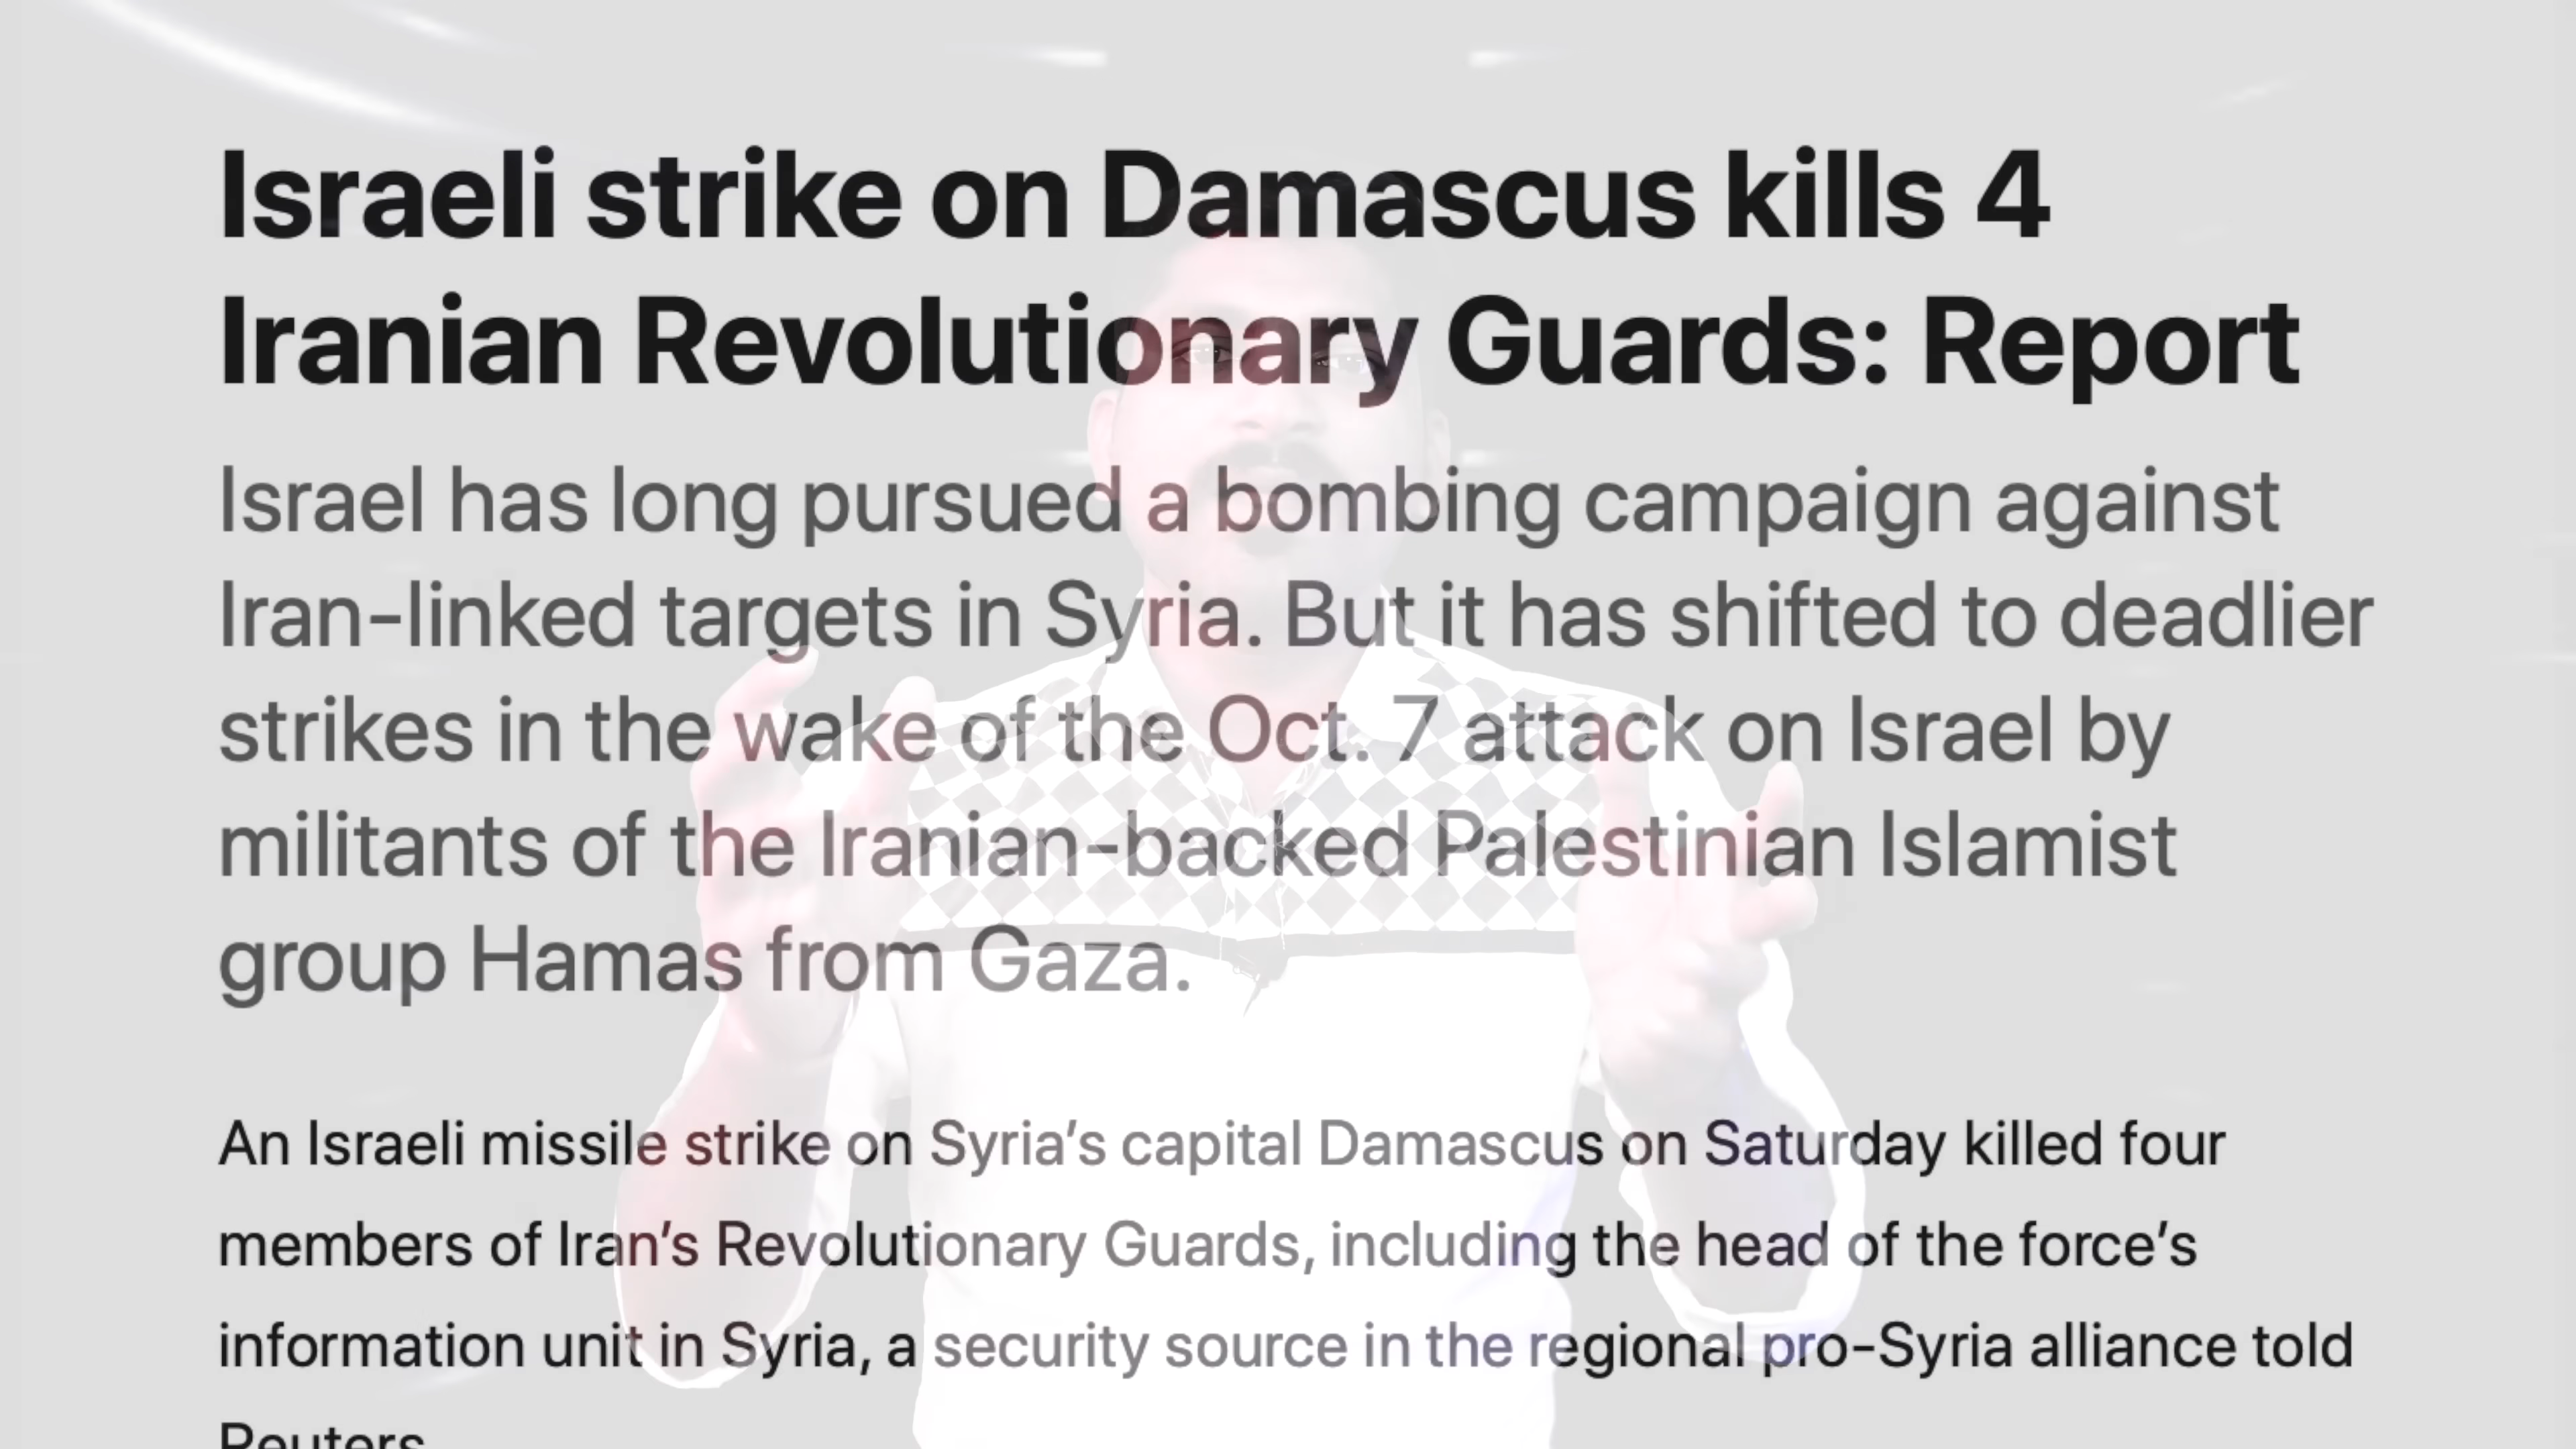 Israeli strike on Damascus kills 4
Iranian Revolutionary Guards: Report
Israel has long pursued a bombing campaign against
Iran-linked targets in Syria. But it has shifted to deadlier
strikes in the wake of the Oct. 7 attack on Israel by
militants of the Iranian-backed Palestinian Islamist
group Hamas from Gaza.
An Israeli missile strike on Syria’s capital Damascus on Saturday killed four
members of Iran’s Revolutionary Guards, including the head of the force’s
information unit in Syria, a security source in the regional pro-Syria alliance told
Reuters.